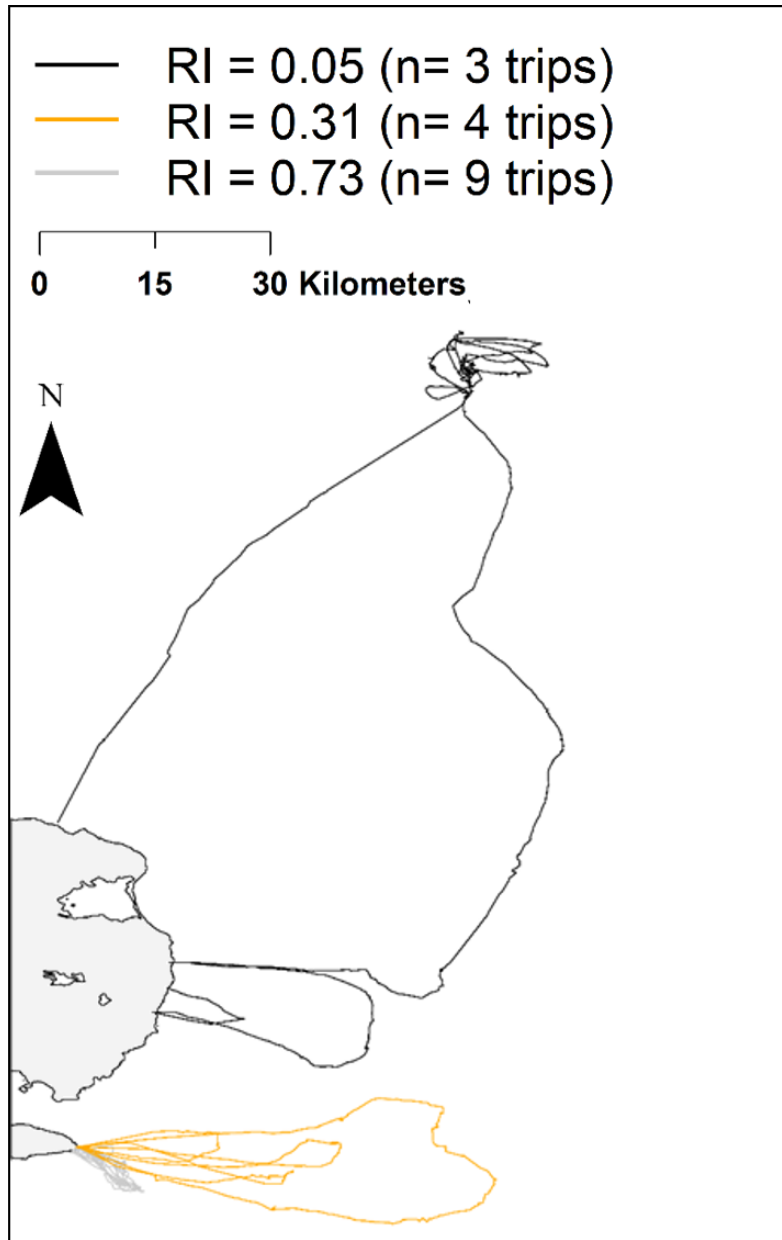 RI = 0.05 (n= 3 trips)
RI = 0.31 (n= 4 trips)
RI = 0.73 (n= 9 trips)
0 15 30 Kilometers
N